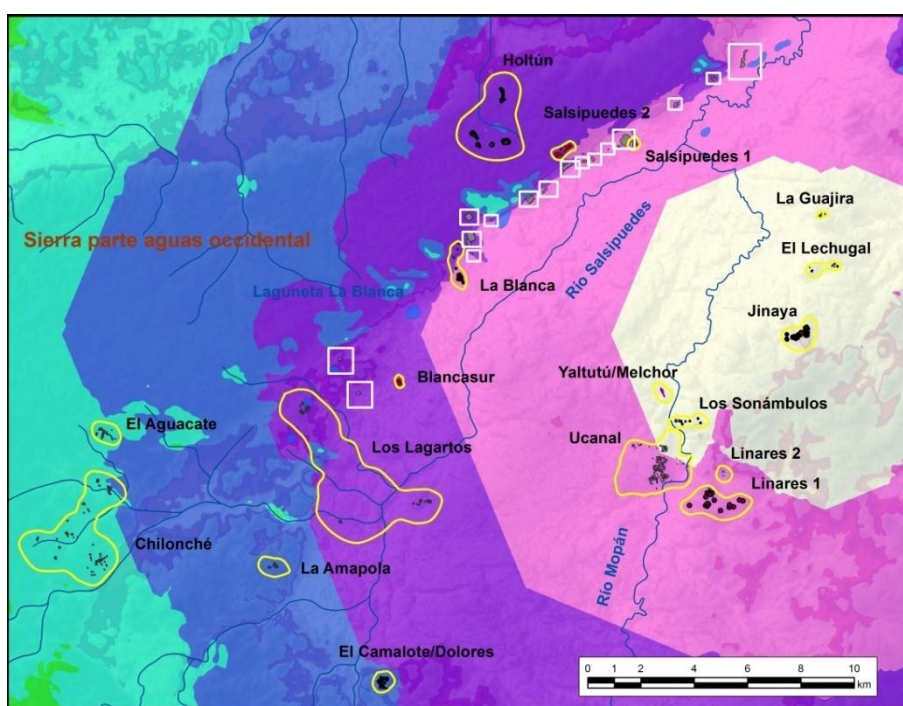 Holtún
Salsipuedes 2
Salsipuedes 1
La Guajira
Sierra parte aguas occidental
El Lechugal
Río Salsipuedes
Laguneta La Blanca
La Blanca
Jinaya
Yaltutú/Melchor
Blancasur
Los Sonámbulos
El Aguacate
Los Lagartos
Ucanal
Linares 2
Linares 1
Chilonché
La Amapola
Río Mopán
El Camalote/Dolores
0 1 2 4 6 8 10
km